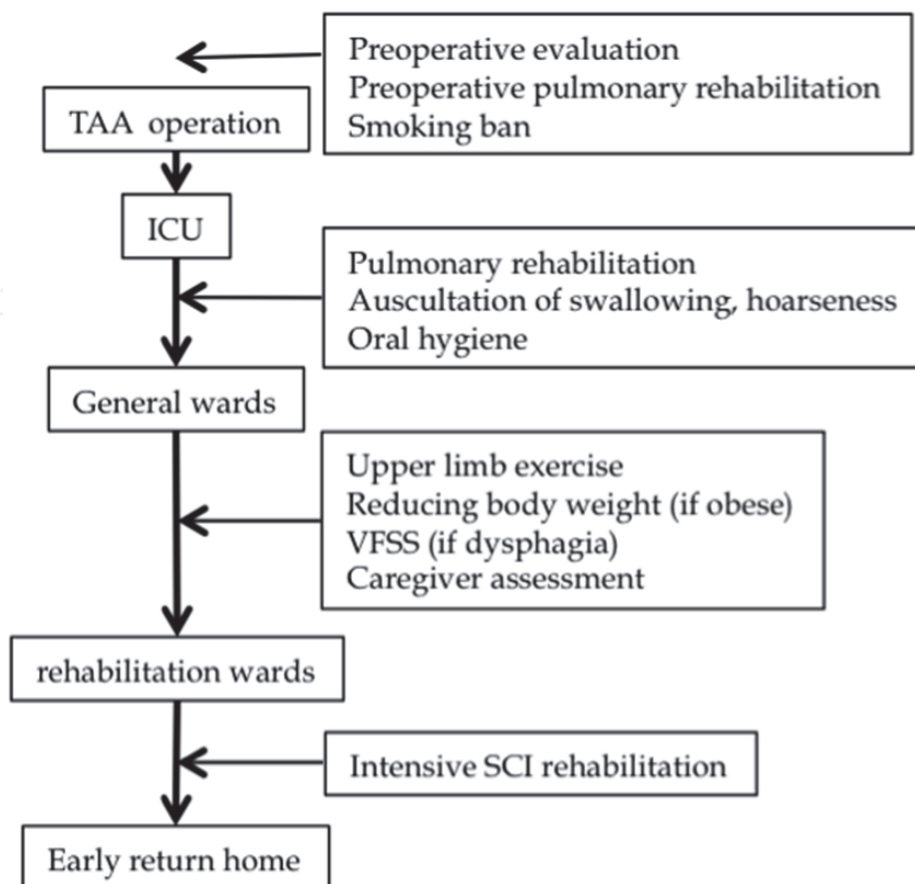 Preoperative evaluation
Preoperative pulmonary rehabilitation
Smoking ban
TAA operation
ICU
Pulmonary rehabilitation
Auscultation of swallowing, hoarseness
Oral hygiene
General wards
Upper limb exercise
Reducing body weight (if obese)
VFSS (if dysphagia)
Caregiver assessment
rehabilitation wards
Intensive SCI rehabilitation
Early return home